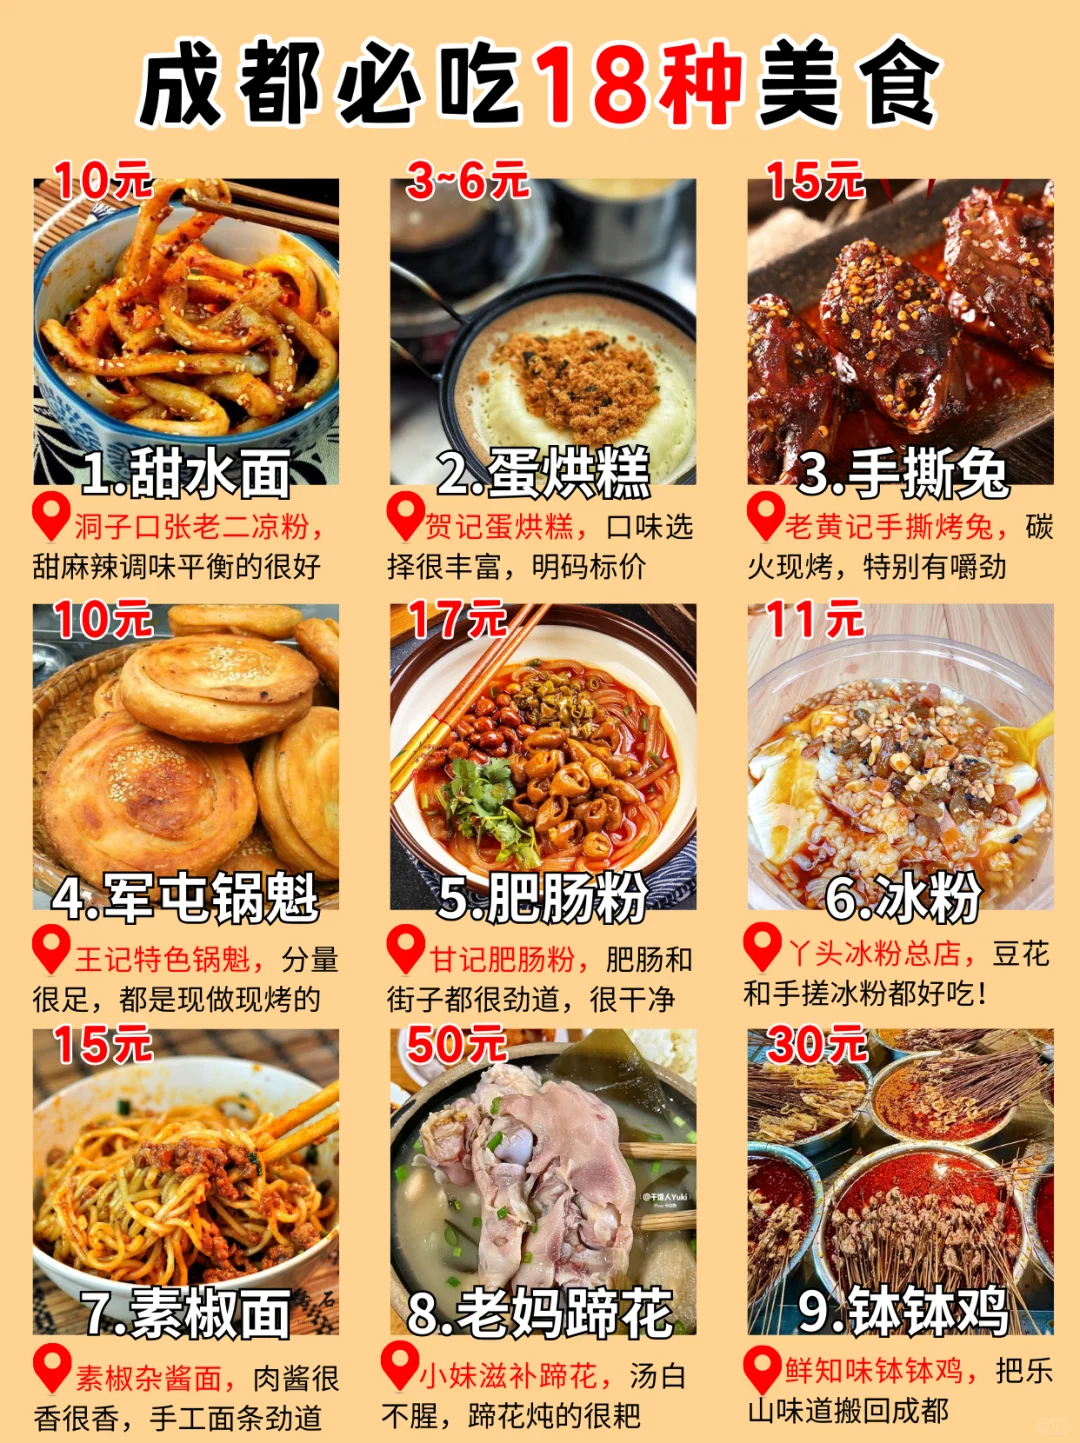 成都必吃18种美食
10元
1.甜水面
洞子口张老二凉粉，
甜麻辣调味平衡的很好
3~6元
2.蛋烘糕
贺记蛋烘糕，口味选
择很丰富，明码标价
15元
3.手撕兔
老黄记手撕烤兔，碳
火现烤，特别有嚼劲
10元
4.军屯锅魁
王记特色锅魁，分量
很足，都是现做现烤的
17元
5.肥肠粉
甘记肥肠粉，肥肠和
街子都很劲道，很干净
11元
6.冰粉
丫头冰粉总店，豆花
和手搓冰粉都好吃！
15元
7.素椒面
素椒杂酱面，肉酱很
香很香，手工面条劲道
50元
@干饭人Yuki
8.老妈蹄花
小妹滋补蹄花，汤白
不腥，蹄花炖的很耙
30元
9.钵钵鸡
鲜知味钵钵鸡，把乐
山味道搬回成都